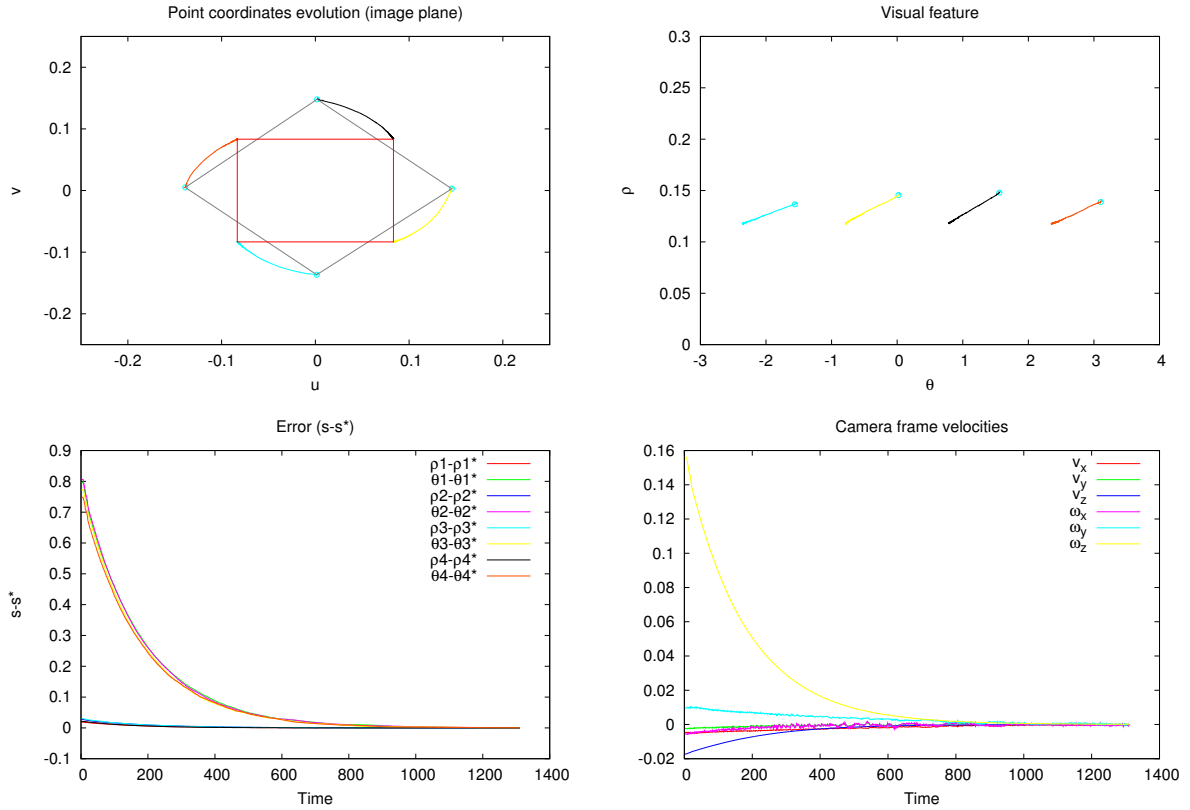 Point coordinates evolution (image plane)
v
0.2
0.1
0
-0.1
-0.2
-0.2
-0.1
0
0.1
0.2
u
Visual feature
ρ
0.3
0.25
0.2
0.15
0.1
0.05
0
-3
-2
-1
0
1
2
3
4
θ
Error (s-s*)
s-s*
0.9
0.8
0.7
0.6
0.5
0.4
0.3
0.2
0.1
0
-0.1
ρ1-ρ1*
θ1-θ1*
ρ2-ρ2*
θ2-θ2*
ρ3-ρ3*
θ3-θ3*
ρ4-ρ4*
θ4-θ4*
0
200
400
600
800
1000
1200
1400
Time
Camera frame velocities
0.16
0.14
0.12
0.1
0.08
0.06
0.04
0.02
0
-0.02
v_x
v_y
v_z
ω_x
ω_y
ω_z
0
200
400
600
800
1000
1200
1400
Time